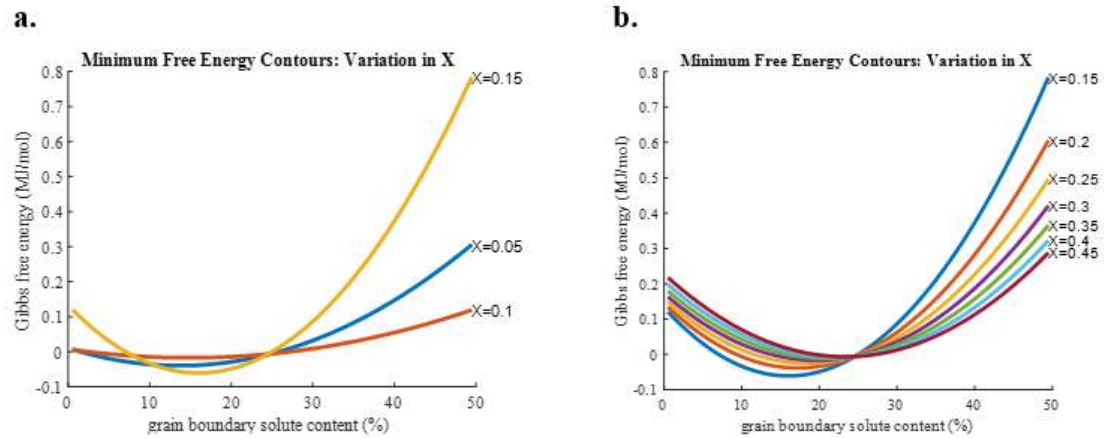 a.
Minimum Free Energy Contours: Variation in X
Gibbs free energy (MJ/mol)
0.8
0.7
0.6
0.5
0.4
0.3
0.2
0.1
0
-0.1
X=0.15
X=0.05
X=0.1
0 10 20 30 40 50
grain boundary solute content (%)
b.
Minimum Free Energy Contours: Variation in X
Gibbs free energy (MJ/mol)
0.8
0.7
0.6
0.5
0.4
0.3
0.2
0.1
0
-0.1
X=0.15
X=0.2
X=0.25
X=0.3
X=0.35
X=0.4
X=0.45
0 10 20 30 40 50
grain boundary solute content (%)